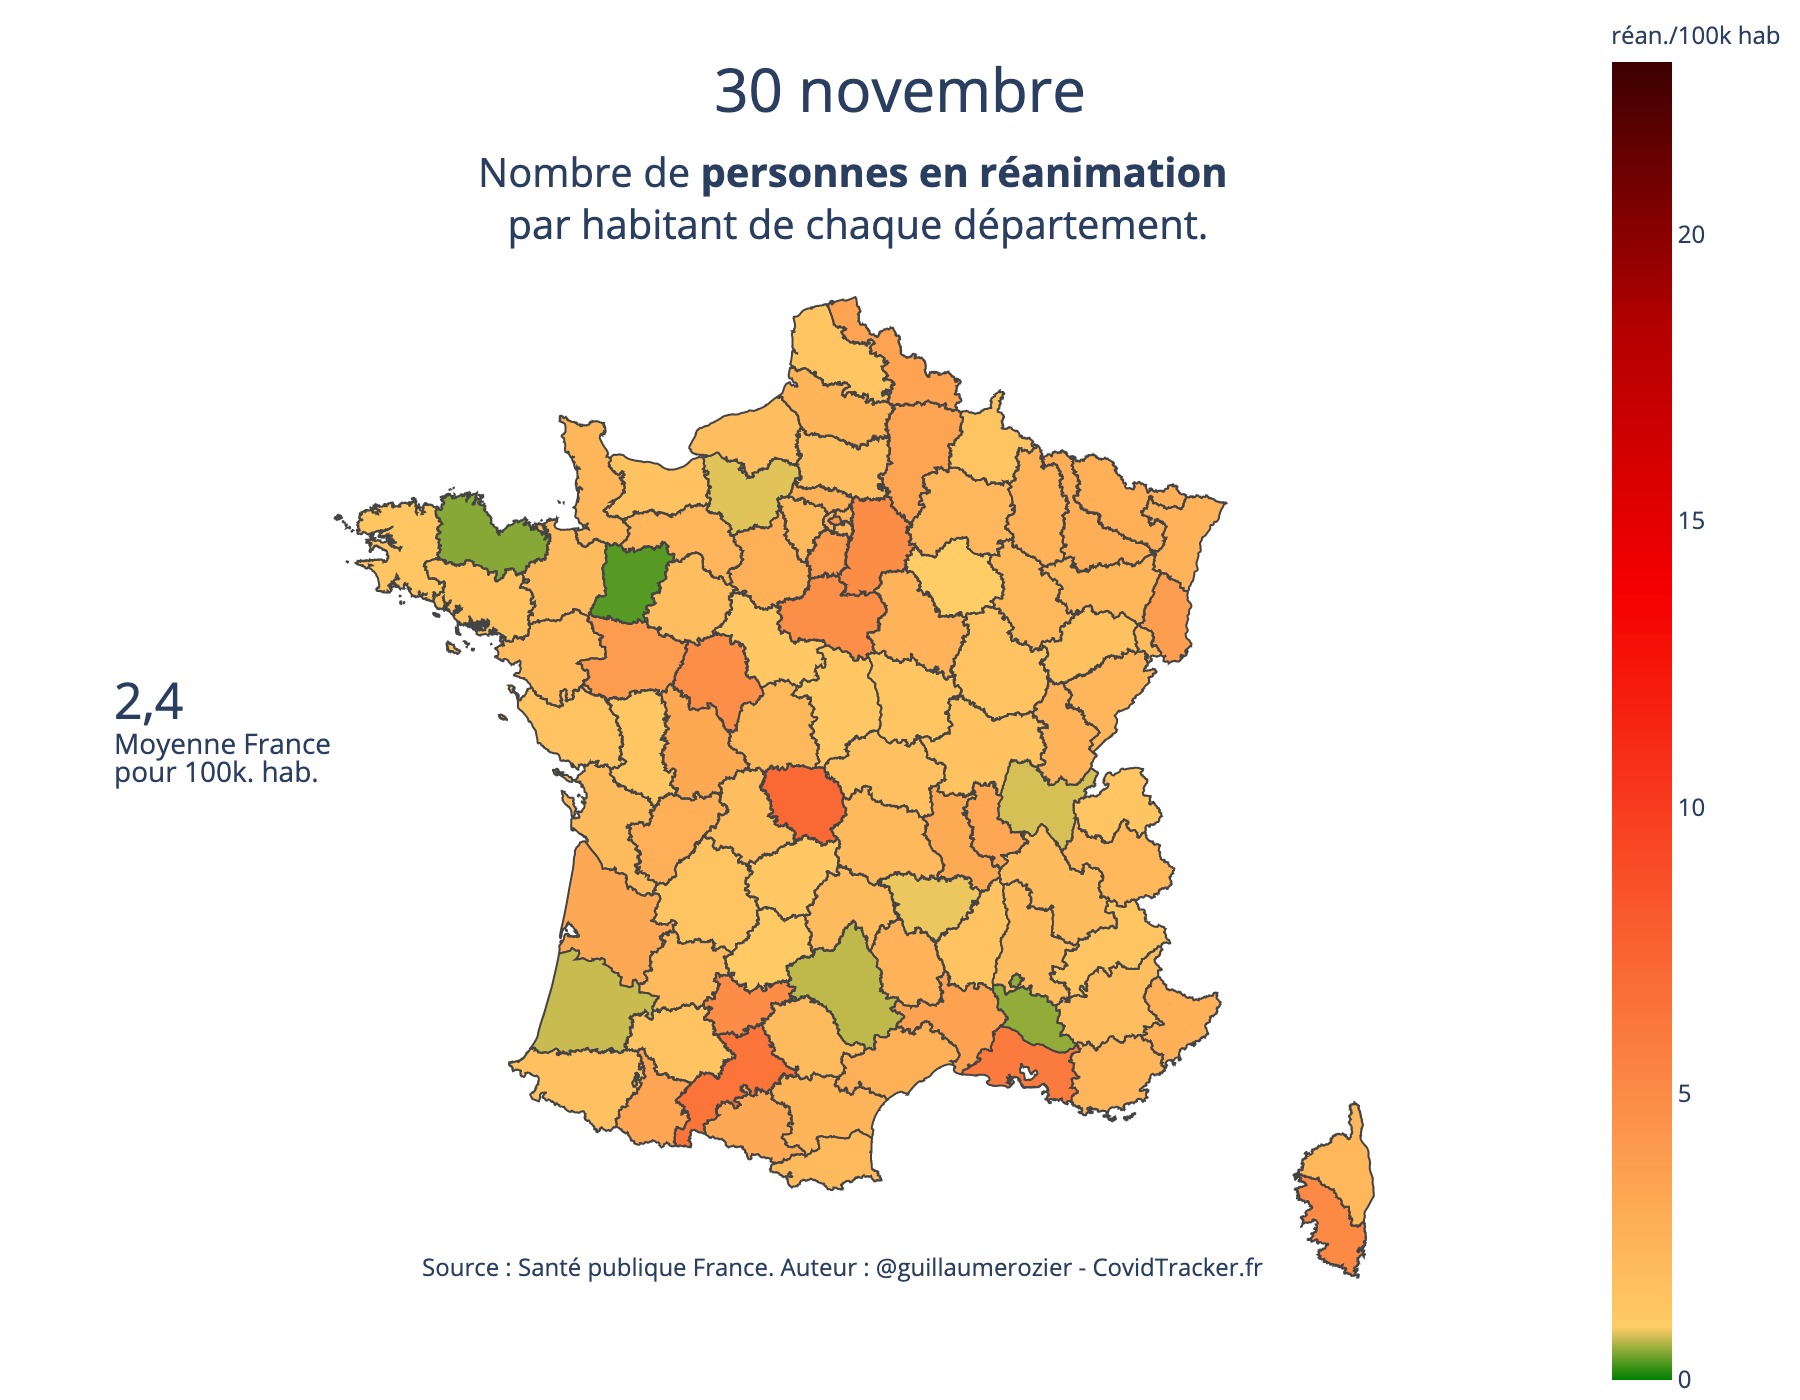 réan./100k hab
30 novembre
Nombre de personnes en réanimation
par habitant de chaque département.
20
15
2,4
Moyenne France
pour 100k. hab.
10
5
Source : Santé publique France. Auteur : @guillaumerozier - CovidTracker.fr
0